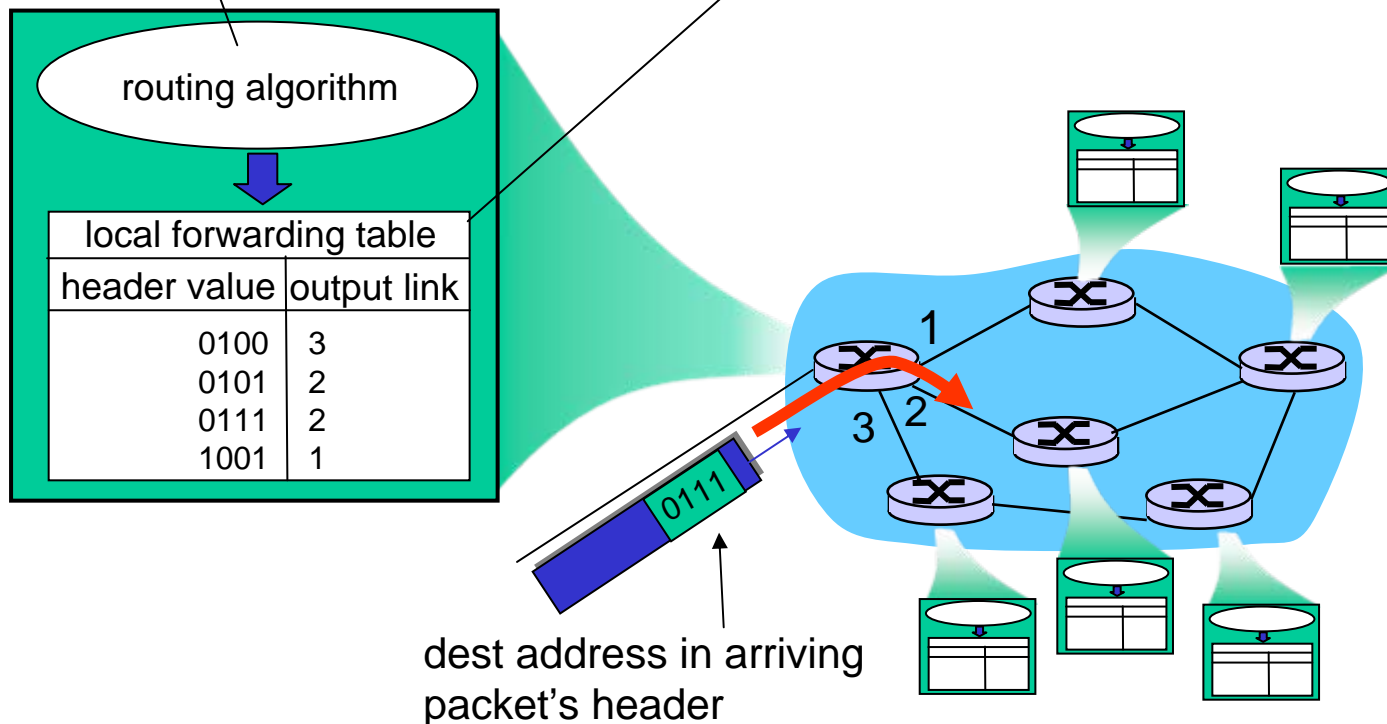 routing algorithm
local forwarding table
header value output link
0100 3
0101 2
0111 2
1001 1
1
2
3
0111
dest address in arriving
packet's header